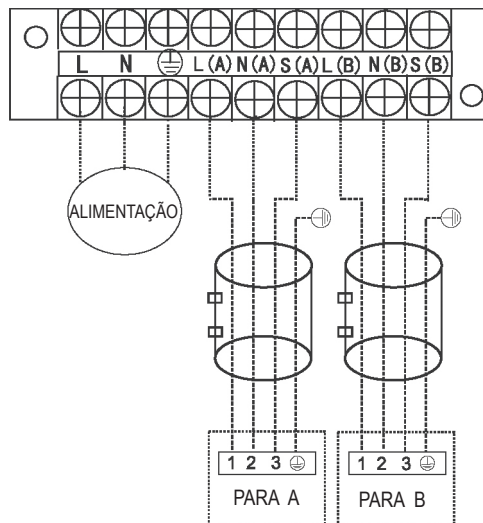 L N ⏚ L(A) N(A) S(A) L(B) N(B) S(B)
ALIMENTAÇÃO
1 2 3 ⏚
1 2 3 ⏚
PARA A
PARA B